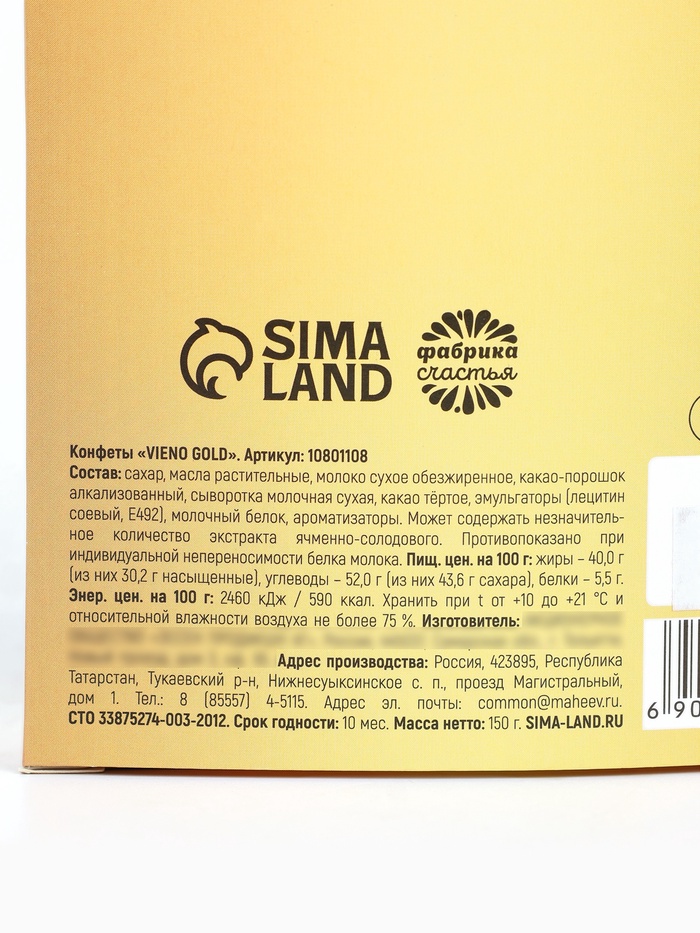 SIMA
LAND
фабрика
счастья
Конфеты «VIENO GOLD». Артикул: 10801108
Состав: сахар, масла растительные, молоко сухое обезжиренное, какао-порошок
алкализованный, сыворотка молочная сухая, какао тёртое, эмульгаторы (лецитин
соевый, Е492), молочный белок, ароматизаторы. Может содержать незначитель-
ное количество экстракта ячменно-солодового. Противопоказано при
индивидуальной непереносимости белка молока. Пищ. цен. на 100 г: жиры – 40,0 г
(из них 30,2 г насыщенные), углеводы – 52,0 г (из них 43,6 г сахара), белки – 5,5 г.
Энер. цен. на 100 г: 2460 кДж / 590 ккал. Хранить при t от +10 до +21 °C и
относительной влажности воздуха не более 75 %. Изготовитель:
Адрес производства: Россия, 423895, Республика
Татарстан, Тукаевский р-н, Нижнесуыксинское с. п., проезд Магистральный,
дом 1. Тел.: 8 (85557) 4-5115. Адрес эл. почты: common@maheev.ru.
СТО 33875274-003-2012. Срок годности: 10 мес. Масса нетто: 150 г. SIMA-LAND.RU
6 90